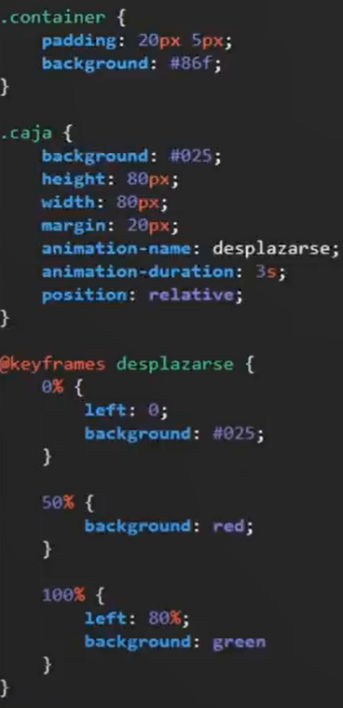 .container {
    padding: 20px 5px;
    background: #86f;
}

.caja {
    background: #025;
    height: 80px;
    width: 80px;
    margin: 20px;
    animation-name: desplazarse;
    animation-duration: 3s;
    position: relative;
}

@keyframes desplazarse {
    0% {
        left: 0;
        background: #025;
    }

    50% {
        background: red;
    }

    100% {
        left: 80%;
        background: green
    }
}